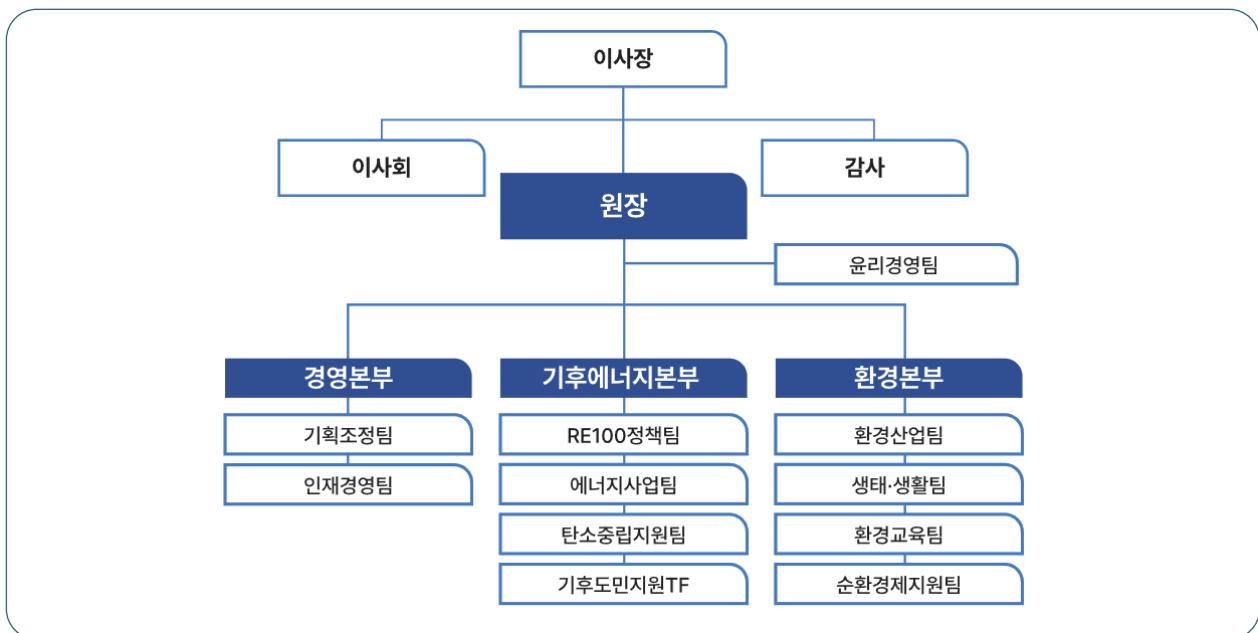 이사장
이사회
감사
원장
윤리경영팀
경영본부
기획조정팀
인재경영팀
기후에너지본부
RE100정책팀
에너지사업팀
탄소중립지원팀
기후도민지원TF
환경본부
환경산업팀
생태·생활팀
환경교육팀
순환경제지원팀